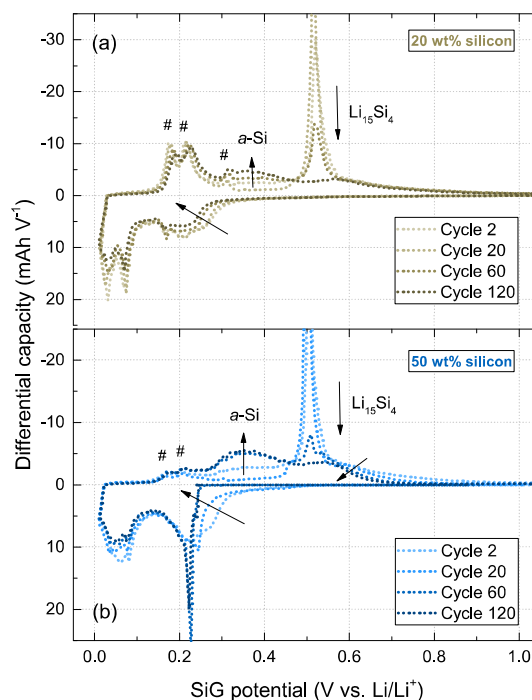 (a)
20 wt% silicon
-30
-20
-10
0
10
20
# # #
a-Si
Li₁₅Si₄
Cycle 2
Cycle 20
Cycle 60
Cycle 120
Differential capacity (mAh V⁻¹)
50 wt% silicon
-20
-10
0
10
20
# #
a-Si
Li₁₅Si₄
Cycle 2
Cycle 20
Cycle 60
Cycle 120
(b)
0.0 0.2 0.4 0.6 0.8 1.0
SiG potential (V vs. Li/Li⁺)